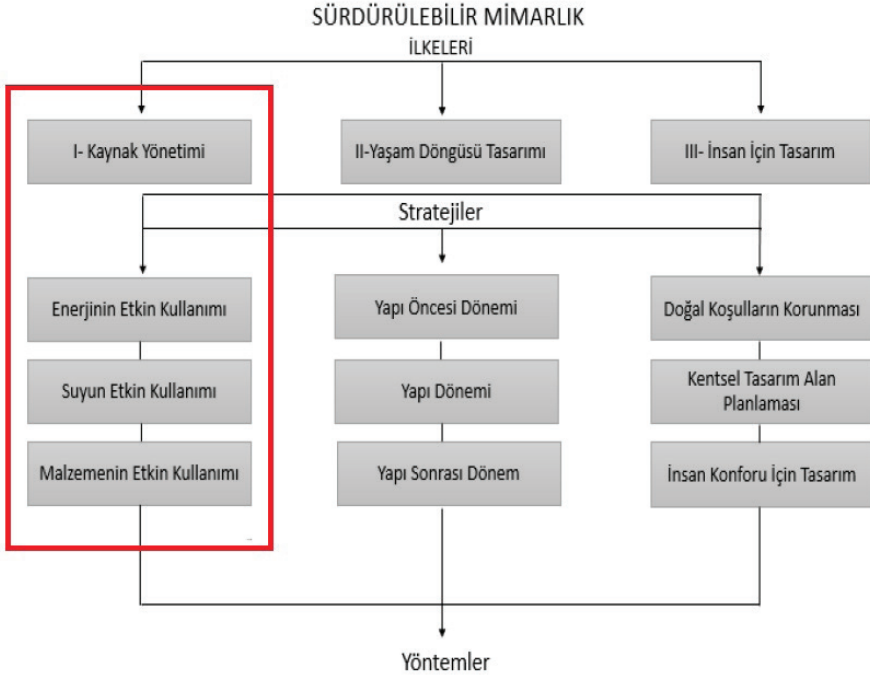 SÜRDÜRÜLEBİLİR MİMARLIK
İLKELERİ
I- Kaynak Yönetimi
II-Yaşam Döngüsü Tasarımı
III- İnsan İçin Tasarım
Stratejiler
Enerjinin Etkin Kullanımı
Yapı Öncesi Dönemi
Doğal Koşulların Korunması
Suyun Etkin Kullanımı
Yapı Dönemi
Kentsel Tasarım Alan
Planlaması
Malzemenin Etkin Kullanımı
Yapı Sonrası Dönem
İnsan Konforu İçin Tasarım
Yöntemler